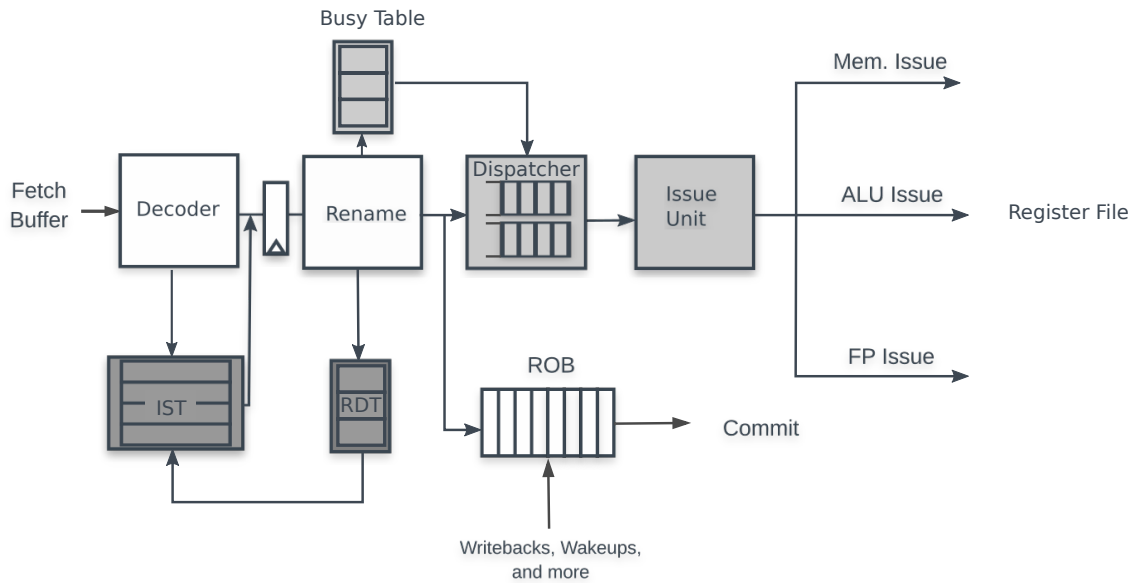 Busy Table
Mem. Issue
Dispatcher
Fetch
Buffer
Decoder
Rename
Issue
Unit
ALU Issue
Register File
FP Issue
ROB
IST
RDT
Commit
Writebacks, Wakeups,
and more